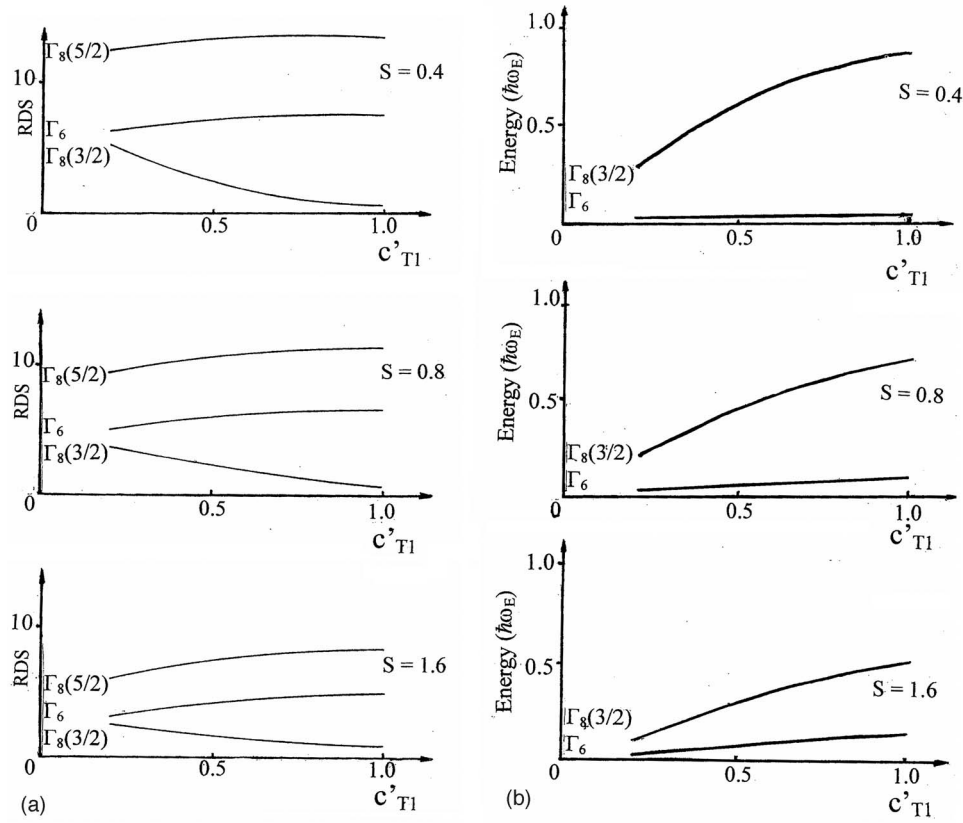 RDS
10
0
Γ₈(5/2)
Γ₆
Γ₈(3/2)
S = 0.4
0.5
1.0
c'T1
RDS
10
0
Γ₈(5/2)
Γ₆
Γ₈(3/2)
S = 0.8
0.5
1.0
c'T1
RDS
10
0
Γ₈(5/2)
Γ₆
Γ₈(3/2)
S = 1.6
0.5
1.0
c'T1
(a)
Energy (ħωE)
1.0
0.5
0
Γ₈(3/2)
Γ₆
S = 0.4
0.5
1.0
c'T1
Energy (ħωE)
1.0
0.5
0
Γ₈(3/2)
Γ₆
S = 0.8
0.5
1.0
c'T1
Energy (ħωE)
1.0
0.5
0
Γ₈(3/2)
Γ₆
S = 1.6
0.5
1.0
c'T1
(b)